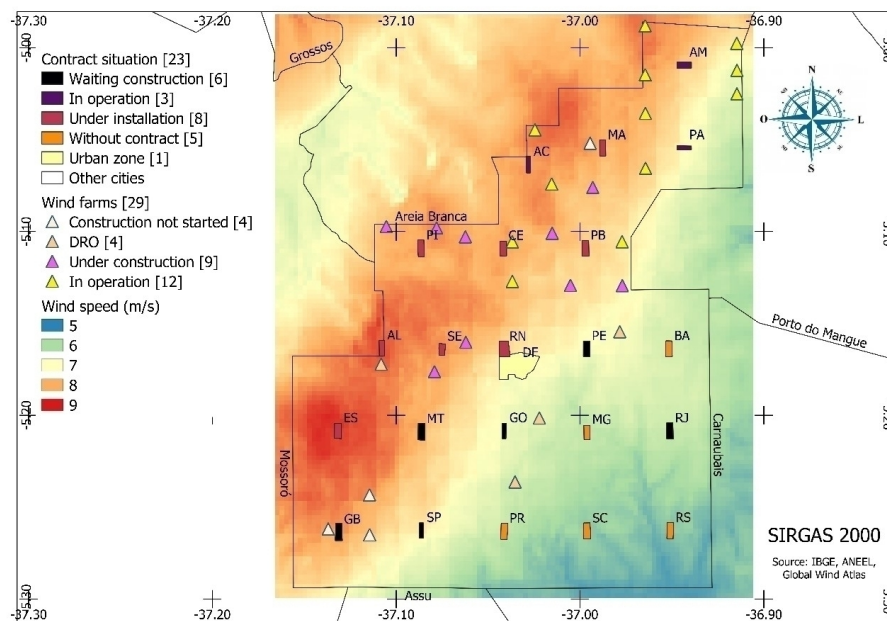 -37.30
-37.20
-37.10
-37.00
-36.90
-5.00
Contract situation [23]
Waiting construction [6]
In operation [3]
Under installation [8]
Without contract [5]
Urban zone [1]
Other cities
Wind farms [29]
Construction not started [4]
DRO [4]
Under construction [9]
In operation [12]
Wind speed (m/s)
5
6
7
8
9
Grossos
AM
N
O
L
S
MA
PA
AC
Areia Branca
-5.10
PI
CE
PB
Porto do Mangue
AL
SE
RN
DF
PE
BA
-5.20
ES
MT
GO
MG
RJ
Mossoró
Carnaubais
GB
SP
PR
SC
RS
SIRGAS 2000
Source: IBGE, ANEEL,
Global Wind Atlas
-5.30
Assu
-37.30
-37.20
-37.10
-37.00
-36.90